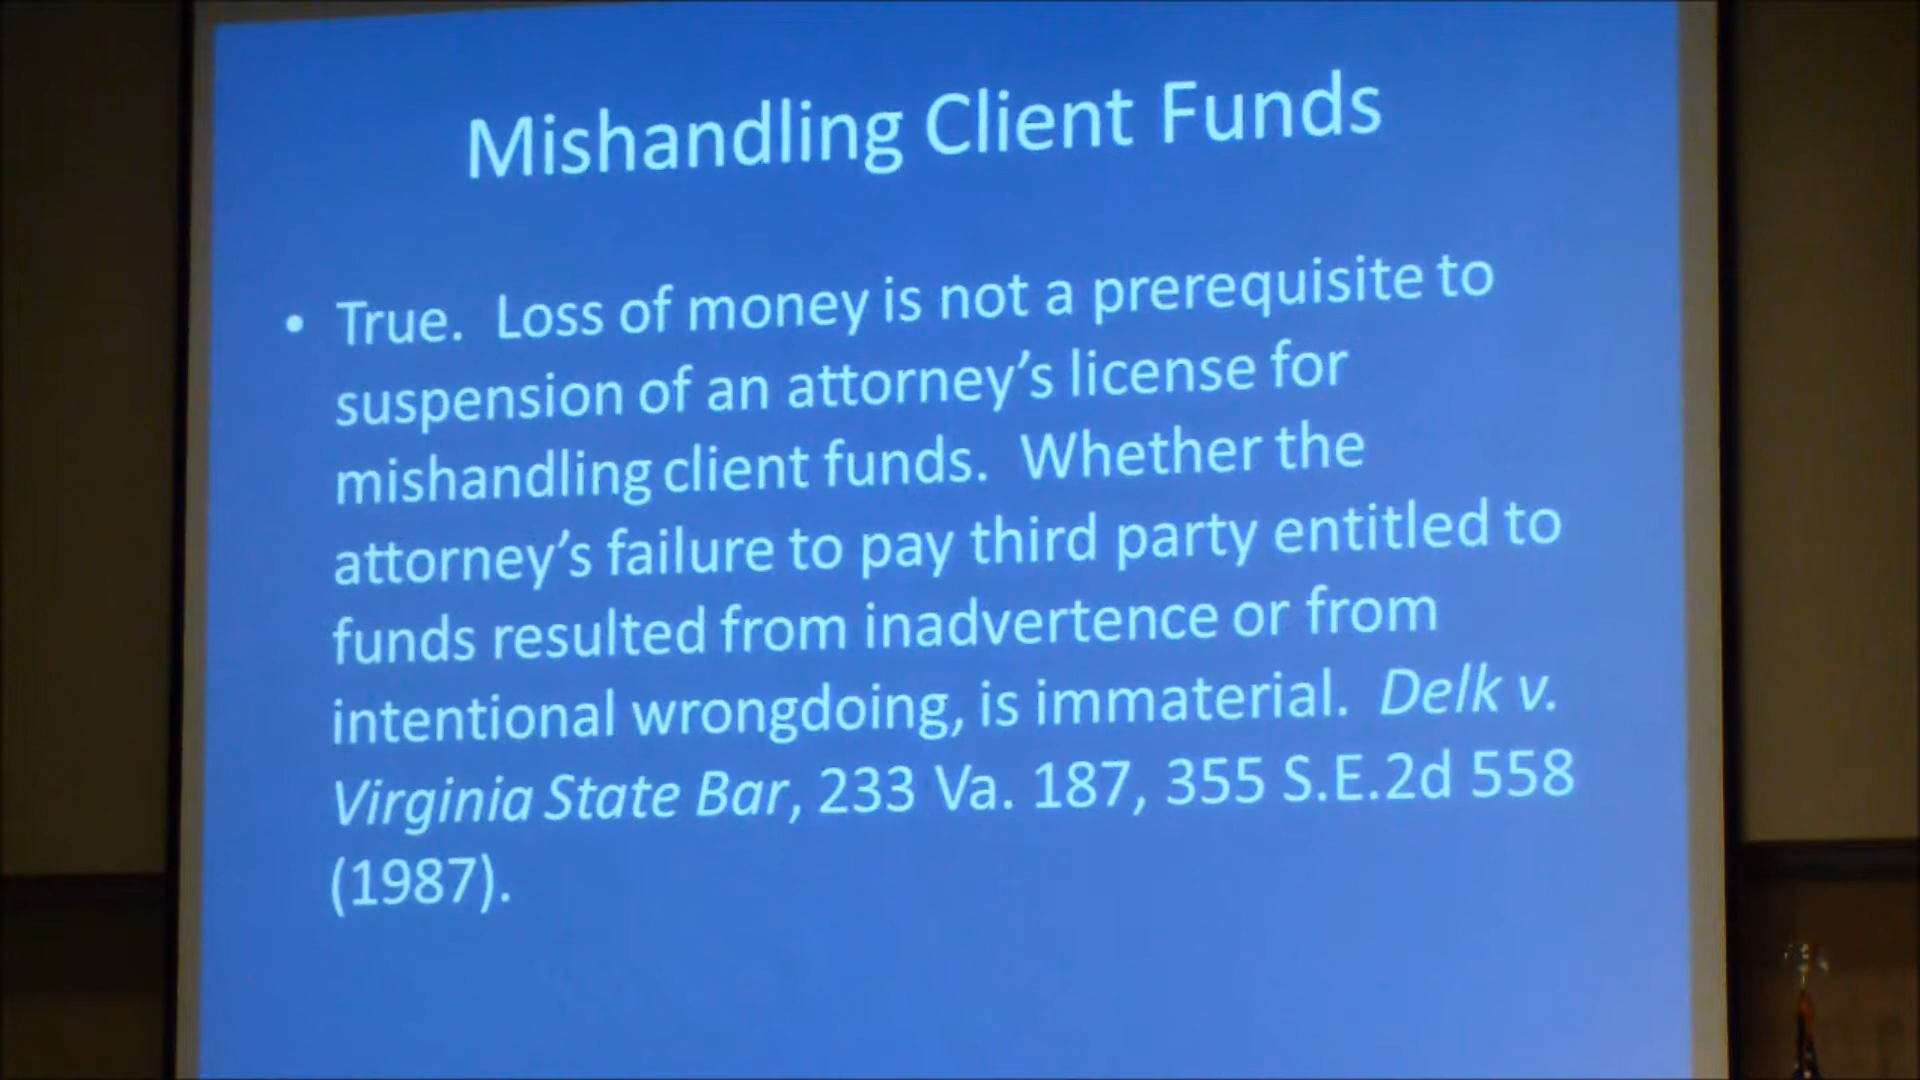 Mishandling Client Funds
• True. Loss of money is not a prerequisite to
suspension of an attorney's license for
mishandling client funds. Whether the
attorney's failure to pay third party entitled to
funds resulted from inadvertence or from
intentional wrongdoing, is immaterial. Delk v.
Virginia State Bar, 233 Va. 187, 355 S.E.2d 558
(1987).